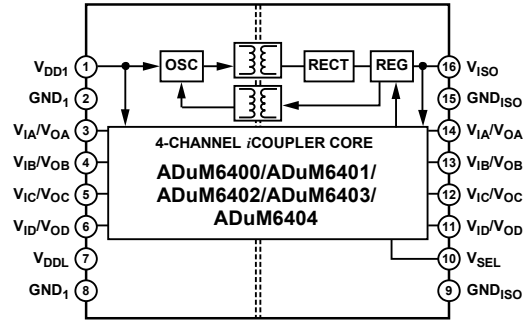 OSC
RECT
REG
VDD1 1
GND1 2
VIA/VOA 3
VIB/VOB 4
VIC/VOC 5
VID/VOD 6
VDDL 7
GND1 8
4-CHANNEL iCOUPLER CORE
ADuM6400/ADuM6401/
ADuM6402/ADuM6403/
ADuM6404
16 VISO
15 GNDISO
14 VIA/VOA
13 VIB/VOB
12 VIC/VOC
11 VID/VOD
10 VSEL
9 GNDISO